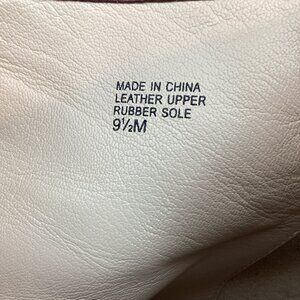 MADE IN CHINA
LEATHER UPPER
RUBBER SOLE
9½M